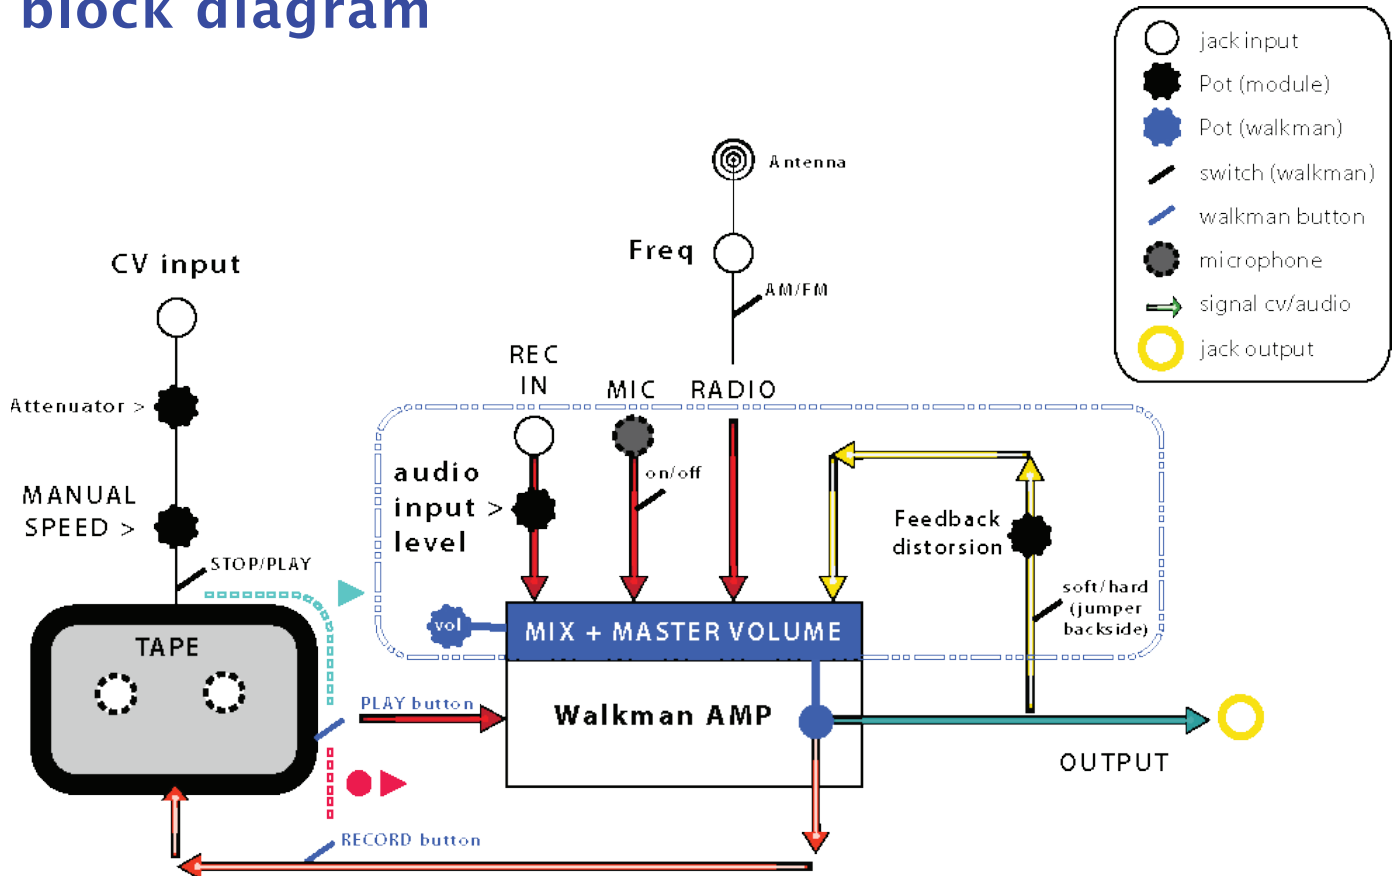 block diagram
jack input
Pot (module)
Pot (walkman)
switch (walkman)
walkman button
microphone
signal cv/audio
jack output
Antenna
Freq
AM/FM
CV input
Attenuator >
MANUAL
SPEED >
STOP/PLAY
REC
IN
MIC
RADIO
audio
input >
level
on/off
Feedback
distorsion
soft/hard
(jumper
backside)
vol
MIX + MASTER VOLUME
TAPE
PLAY button
Walkman AMP
OUTPUT
RECORD button